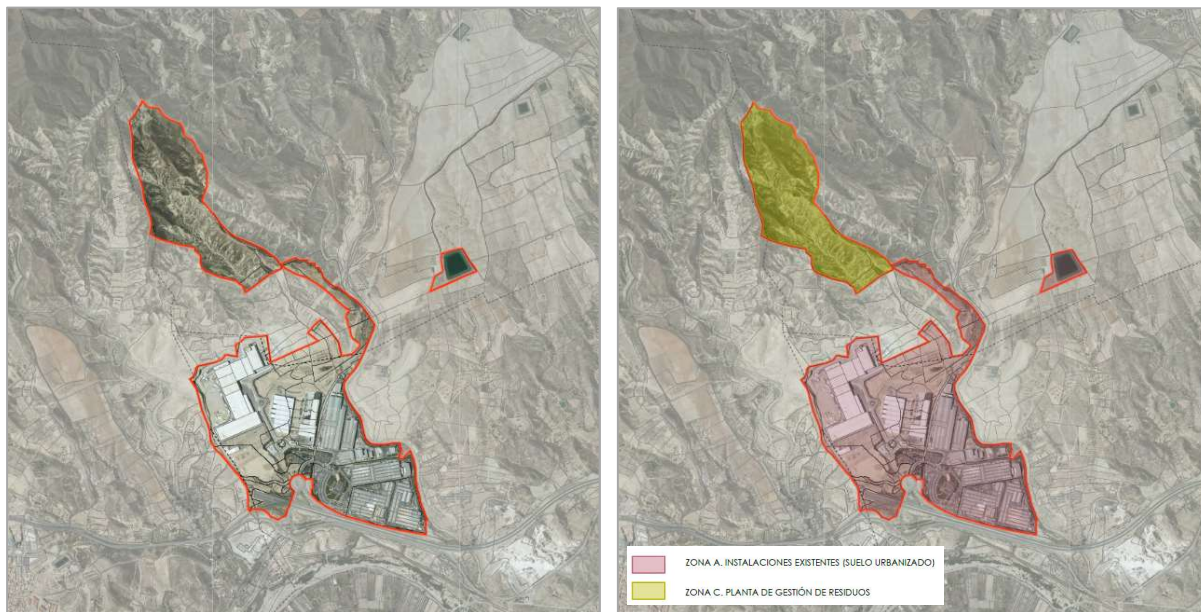 ZONA A. INSTALACIONES EXISTENTES (SUELO URBANIZADO)
ZONA C. PLANTA DE GESTIÓN DE RESIDUOS